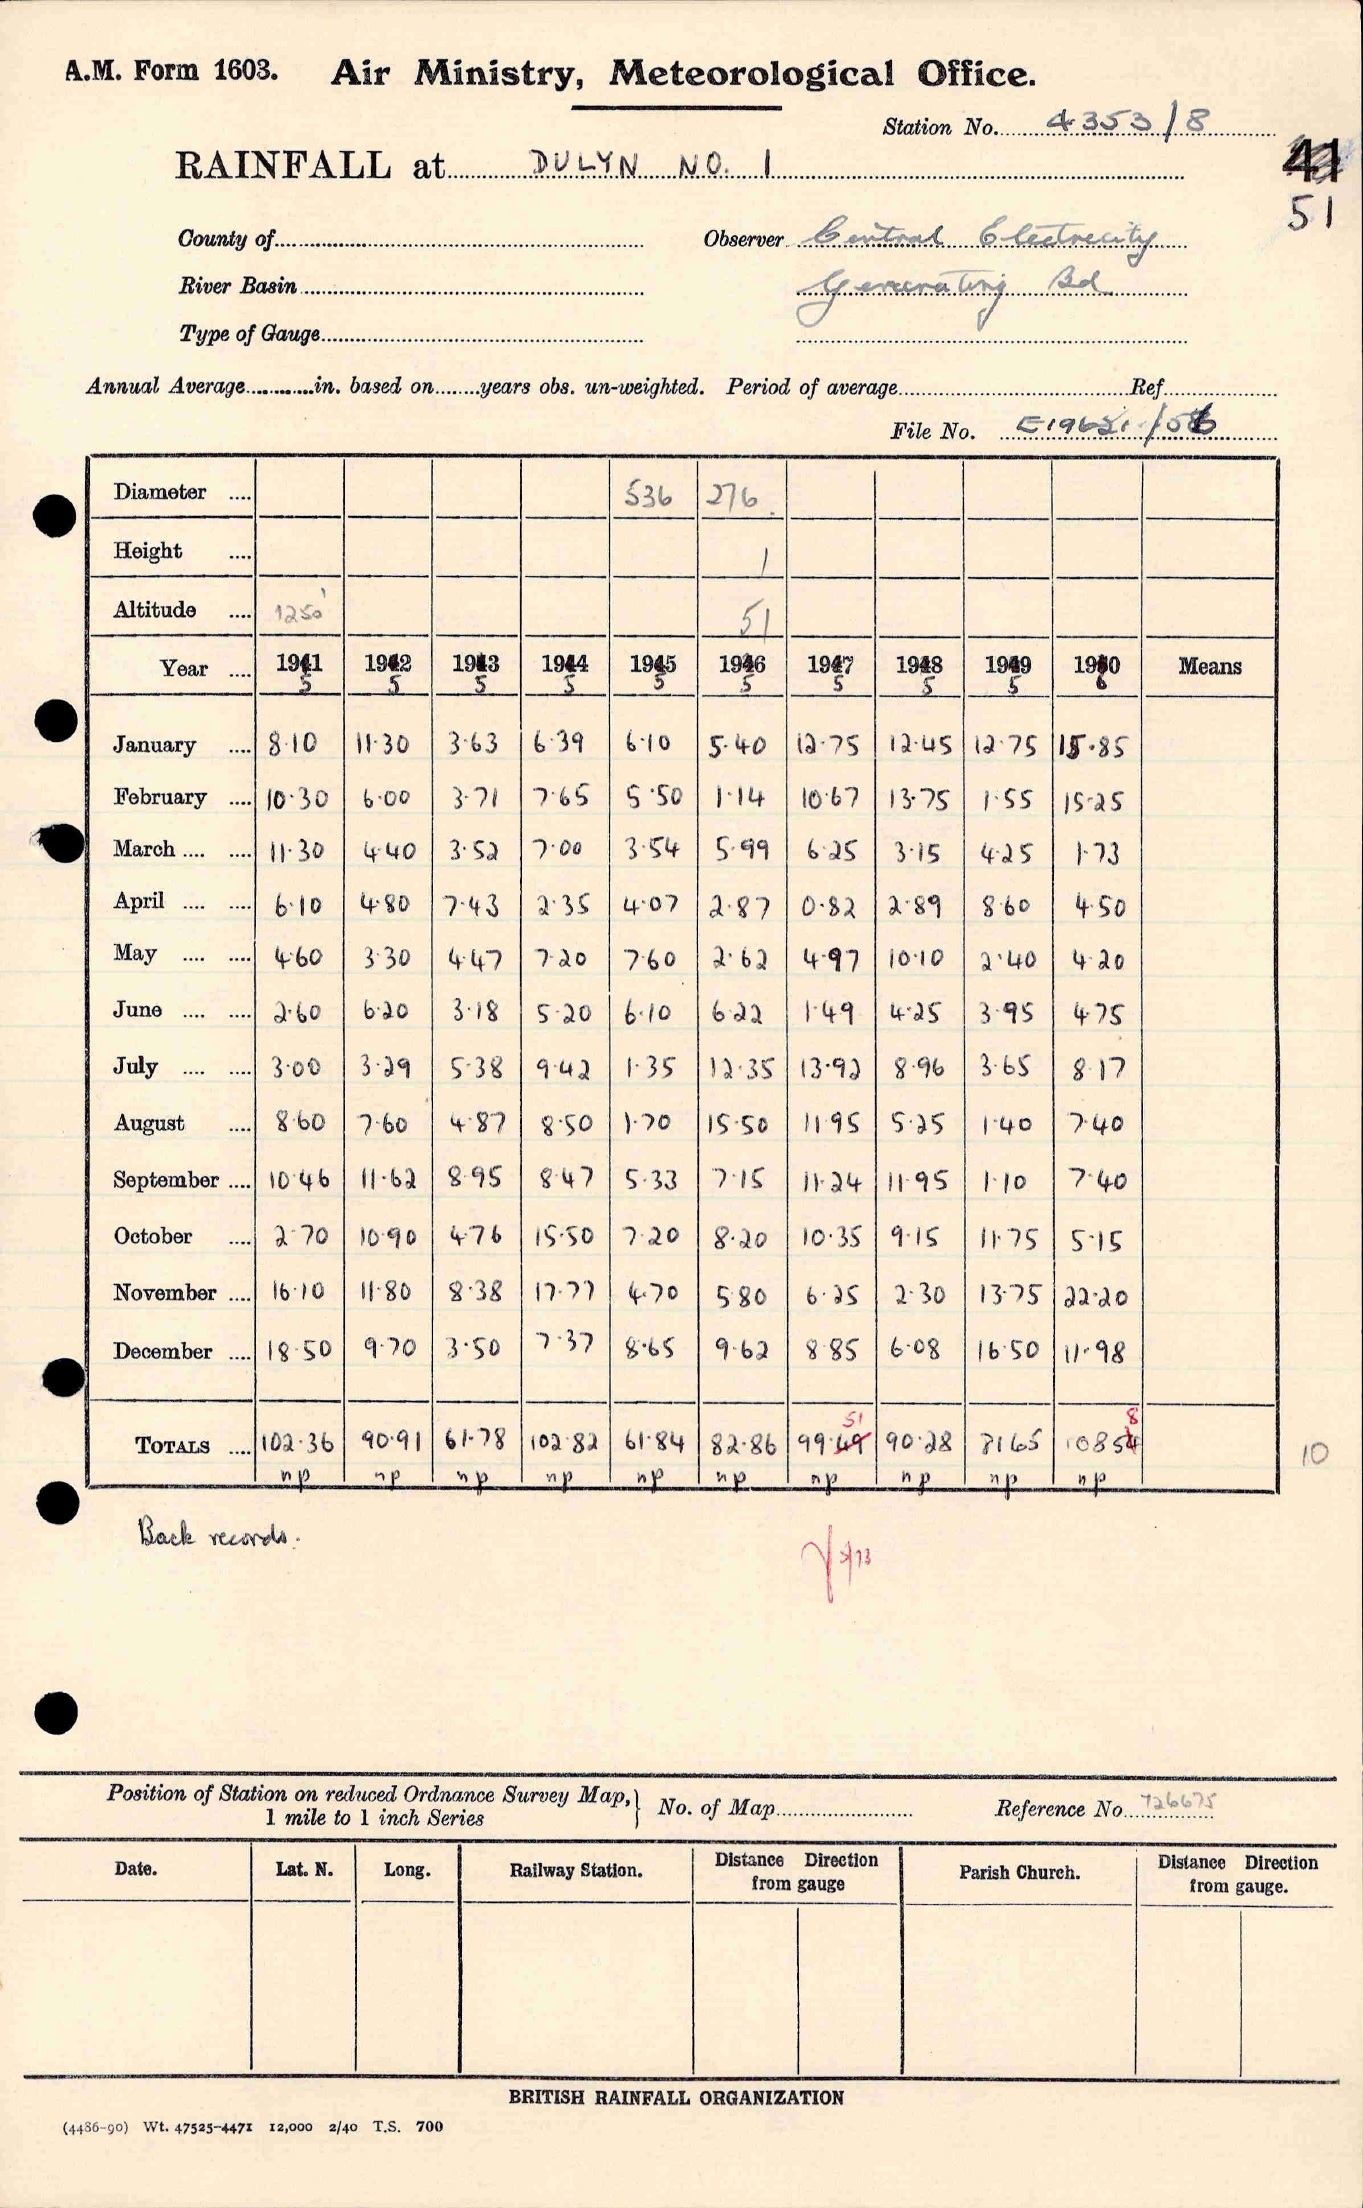 A.M. Form 1603. Air Ministry, Meteorological Office.
Station No. 4353/8
RAINFALL at DULYN NO. 1
41
51
County of Observer Central Electricity
River Basin Generating Bd
Type of Gauge
Annual Average in. based on years obs. un-weighted. Period of average Ref
File No.
Diameter .... 536 276
Height .... 1
Altitude .... 1250' 51
Year .... 1941 1942 1943 1944 1945 1946 1947 1948 1949 1950 Means
5 5 5 5 5 5 5 5 5 6
January .... 8.10 11.30 3.63 6.39 6.10 5.40 12.75 12.45 12.75 15.85
February .... 10.30 6.00 3.71 7.65 5.50 1.14 10.67 13.75 1.55 15.25
March .... .... 11.30 4.40 3.52 7.00 3.54 5.99 6.25 3.15 4.25 1.73
April .... .... 6.10 4.80 7.43 2.35 4.07 2.87 0.82 2.89 8.60 4.50
May .... .... 4.60 3.30 4.47 7.20 7.60 2.62 4.97 10.10 2.40 4.20
June .... .... 2.60 6.20 3.18 5.20 6.10 6.22 1.49 4.25 3.95 4.75
July .... .... 3.00 3.29 5.38 9.42 1.35 12.35 13.92 8.96 3.65 8.17
August .... 8.60 7.60 4.87 8.50 1.70 15.50 11.95 5.25 1.40 7.40
September .... 10.46 11.62 8.95 8.47 5.33 7.15 11.24 11.95 1.10 7.40
October .... 2.70 10.90 4.76 15.50 7.20 8.20 10.35 9.15 11.75 5.15
November .... 16.10 11.80 8.38 17.77 4.70 5.80 6.25 2.30 13.75 22.20
December .... 18.50 9.70 3.50 7.37 8.65 9.62 8.85 6.08 16.50 11.98
51 8
TOTALS .... 102.36 90.91 61.78 102.82 61.84 82.86 99.49 90.28 81.65 108.54
np np np np np np np np np np
10
Back records.
5/73
Position of Station on reduced Ordnance Survey Map, No. of Map Reference No. 726675
1 mile to 1 inch Series
Date. Lat. N. Long. Railway Station. Distance Direction from gauge Parish Church. Distance Direction from gauge.
BRITISH RAINFALL ORGANIZATION
(4486-90) Wt. 47525-4471 12,000 2/40 T.S. 700